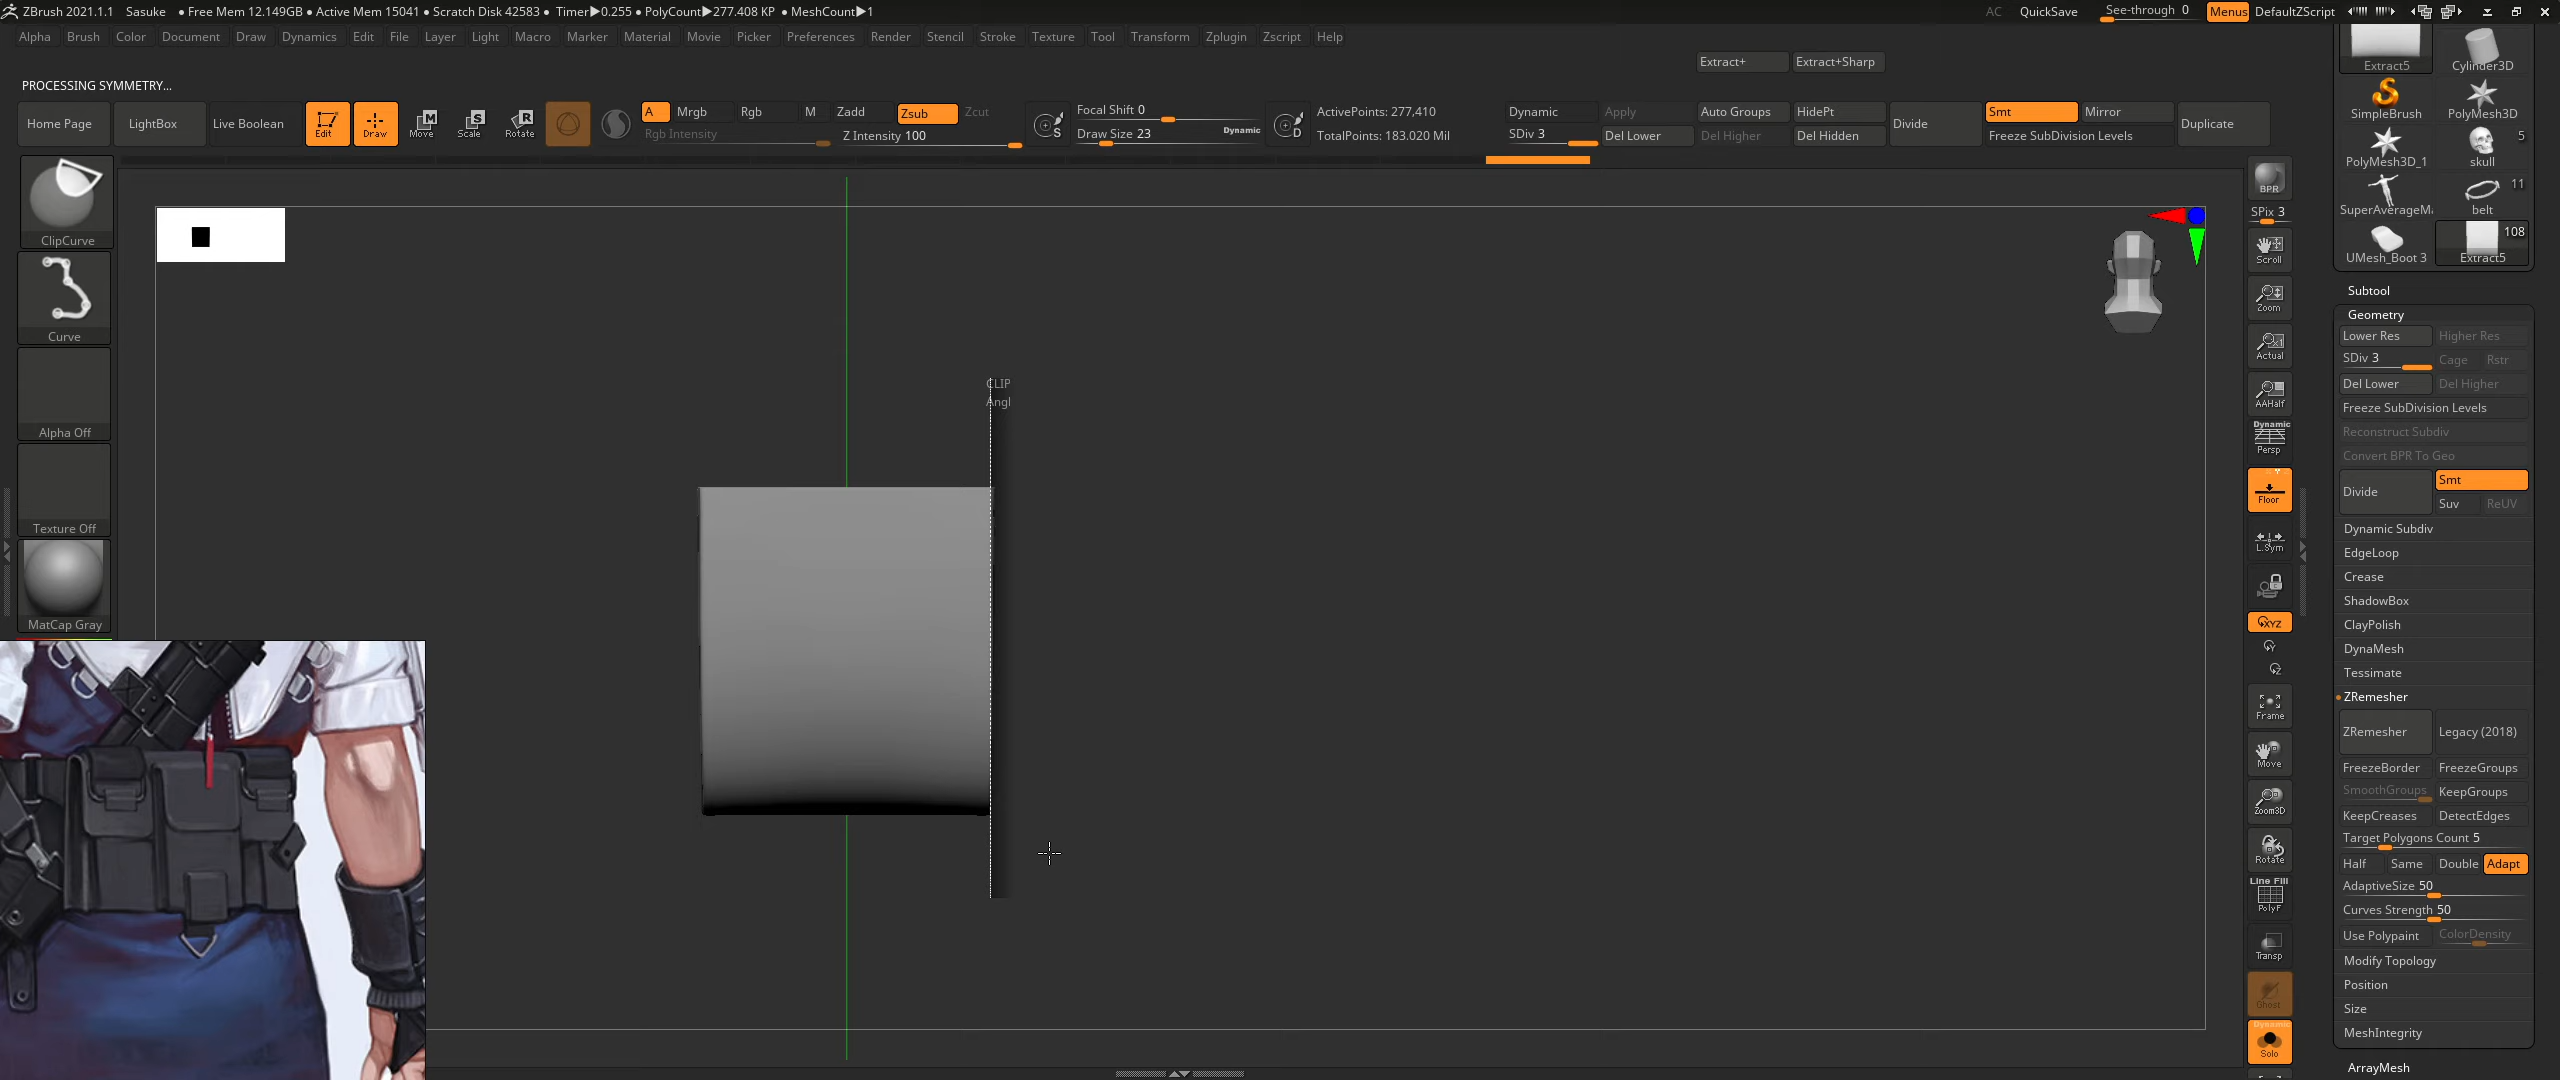 ZBrush 2021.1.1 Sasuke • Free Mem 12.149GB • Active Mem 15041 • Scratch Disk 42583 • Timer▶0.255 • PolyCount▶277.408 KP • MeshCount▶1 AC QuickSave See-through 0 Menus DefaultZScript
Alpha Brush Color Document Draw Dynamics Edit File Layer Light Macro Marker Material Movie Picker Preferences Render Stencil Stroke Texture Tool Transform Zplugin Zscript Help
Extract+ Extract+Sharp
PROCESSING SYMMETRY...
Home Page LightBox Live Boolean Edit Draw Move Scale Rotate
A Mrgb Rgb M Zadd Zsub Zcut
Rgb Intensity Z Intensity 100
Focal Shift 0
Draw Size 23 Dynamic
ActivePoints: 277,410
TotalPoints: 183.020 Mil
Dynamic Apply Auto Groups HidePt
SDiv 3 Del Lower Del Higher Del Hidden
Divide Smt Mirror
Freeze SubDivision Levels
Duplicate
ClipCurve
Curve
Alpha Off
Texture Off
MatCap Gray
CLIP
Angl
BPR
SPix 3
Scroll
Zoom
Actual
AAHalf
Dynamic
Persp
Floor
L.Sym
XYZ
Frame
Move
Zoom3D
Rotate
Line Fill
PolyF
Transp
Ghost
Dynamic
Solo
Extract5 Cylinder3D
SimpleBrush PolyMesh3D
5
PolyMesh3D_1 skull
11
SuperAverageM belt
108
UMesh_Boot 3 Extract5
Subtool
Geometry
Lower Res Higher Res
SDiv 3 Cage Rstr
Del Lower Del Higher
Freeze SubDivision Levels
Reconstruct Subdiv
Convert BPR To Geo
Divide Smt
Suv ReUV
Dynamic Subdiv
EdgeLoop
Crease
ShadowBox
ClayPolish
DynaMesh
Tessimate
ZRemesher
ZRemesher Legacy (2018)
FreezeBorder FreezeGroups
SmoothGroups KeepGroups
KeepCreases DetectEdges
Target Polygons Count 5
Half Same Double Adapt
AdaptiveSize 50
Curves Strength 50
Use Polypaint ColorDensity
Modify Topology
Position
Size
MeshIntegrity
ArrayMesh